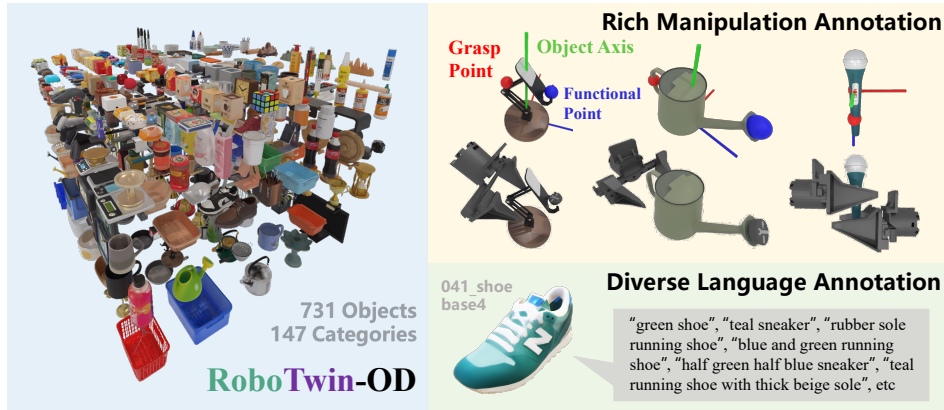 731 Objects
147 Categories
RoboTwin-OD
Rich Manipulation Annotation
Grasp
Point
Object Axis
Functional
Point
Diverse Language Annotation
041_shoe
base4
N
"green shoe", "teal sneaker", "rubber sole
running shoe", "blue and green running
shoe", "half green half blue sneaker", "teal
running shoe with thick beige sole", etc